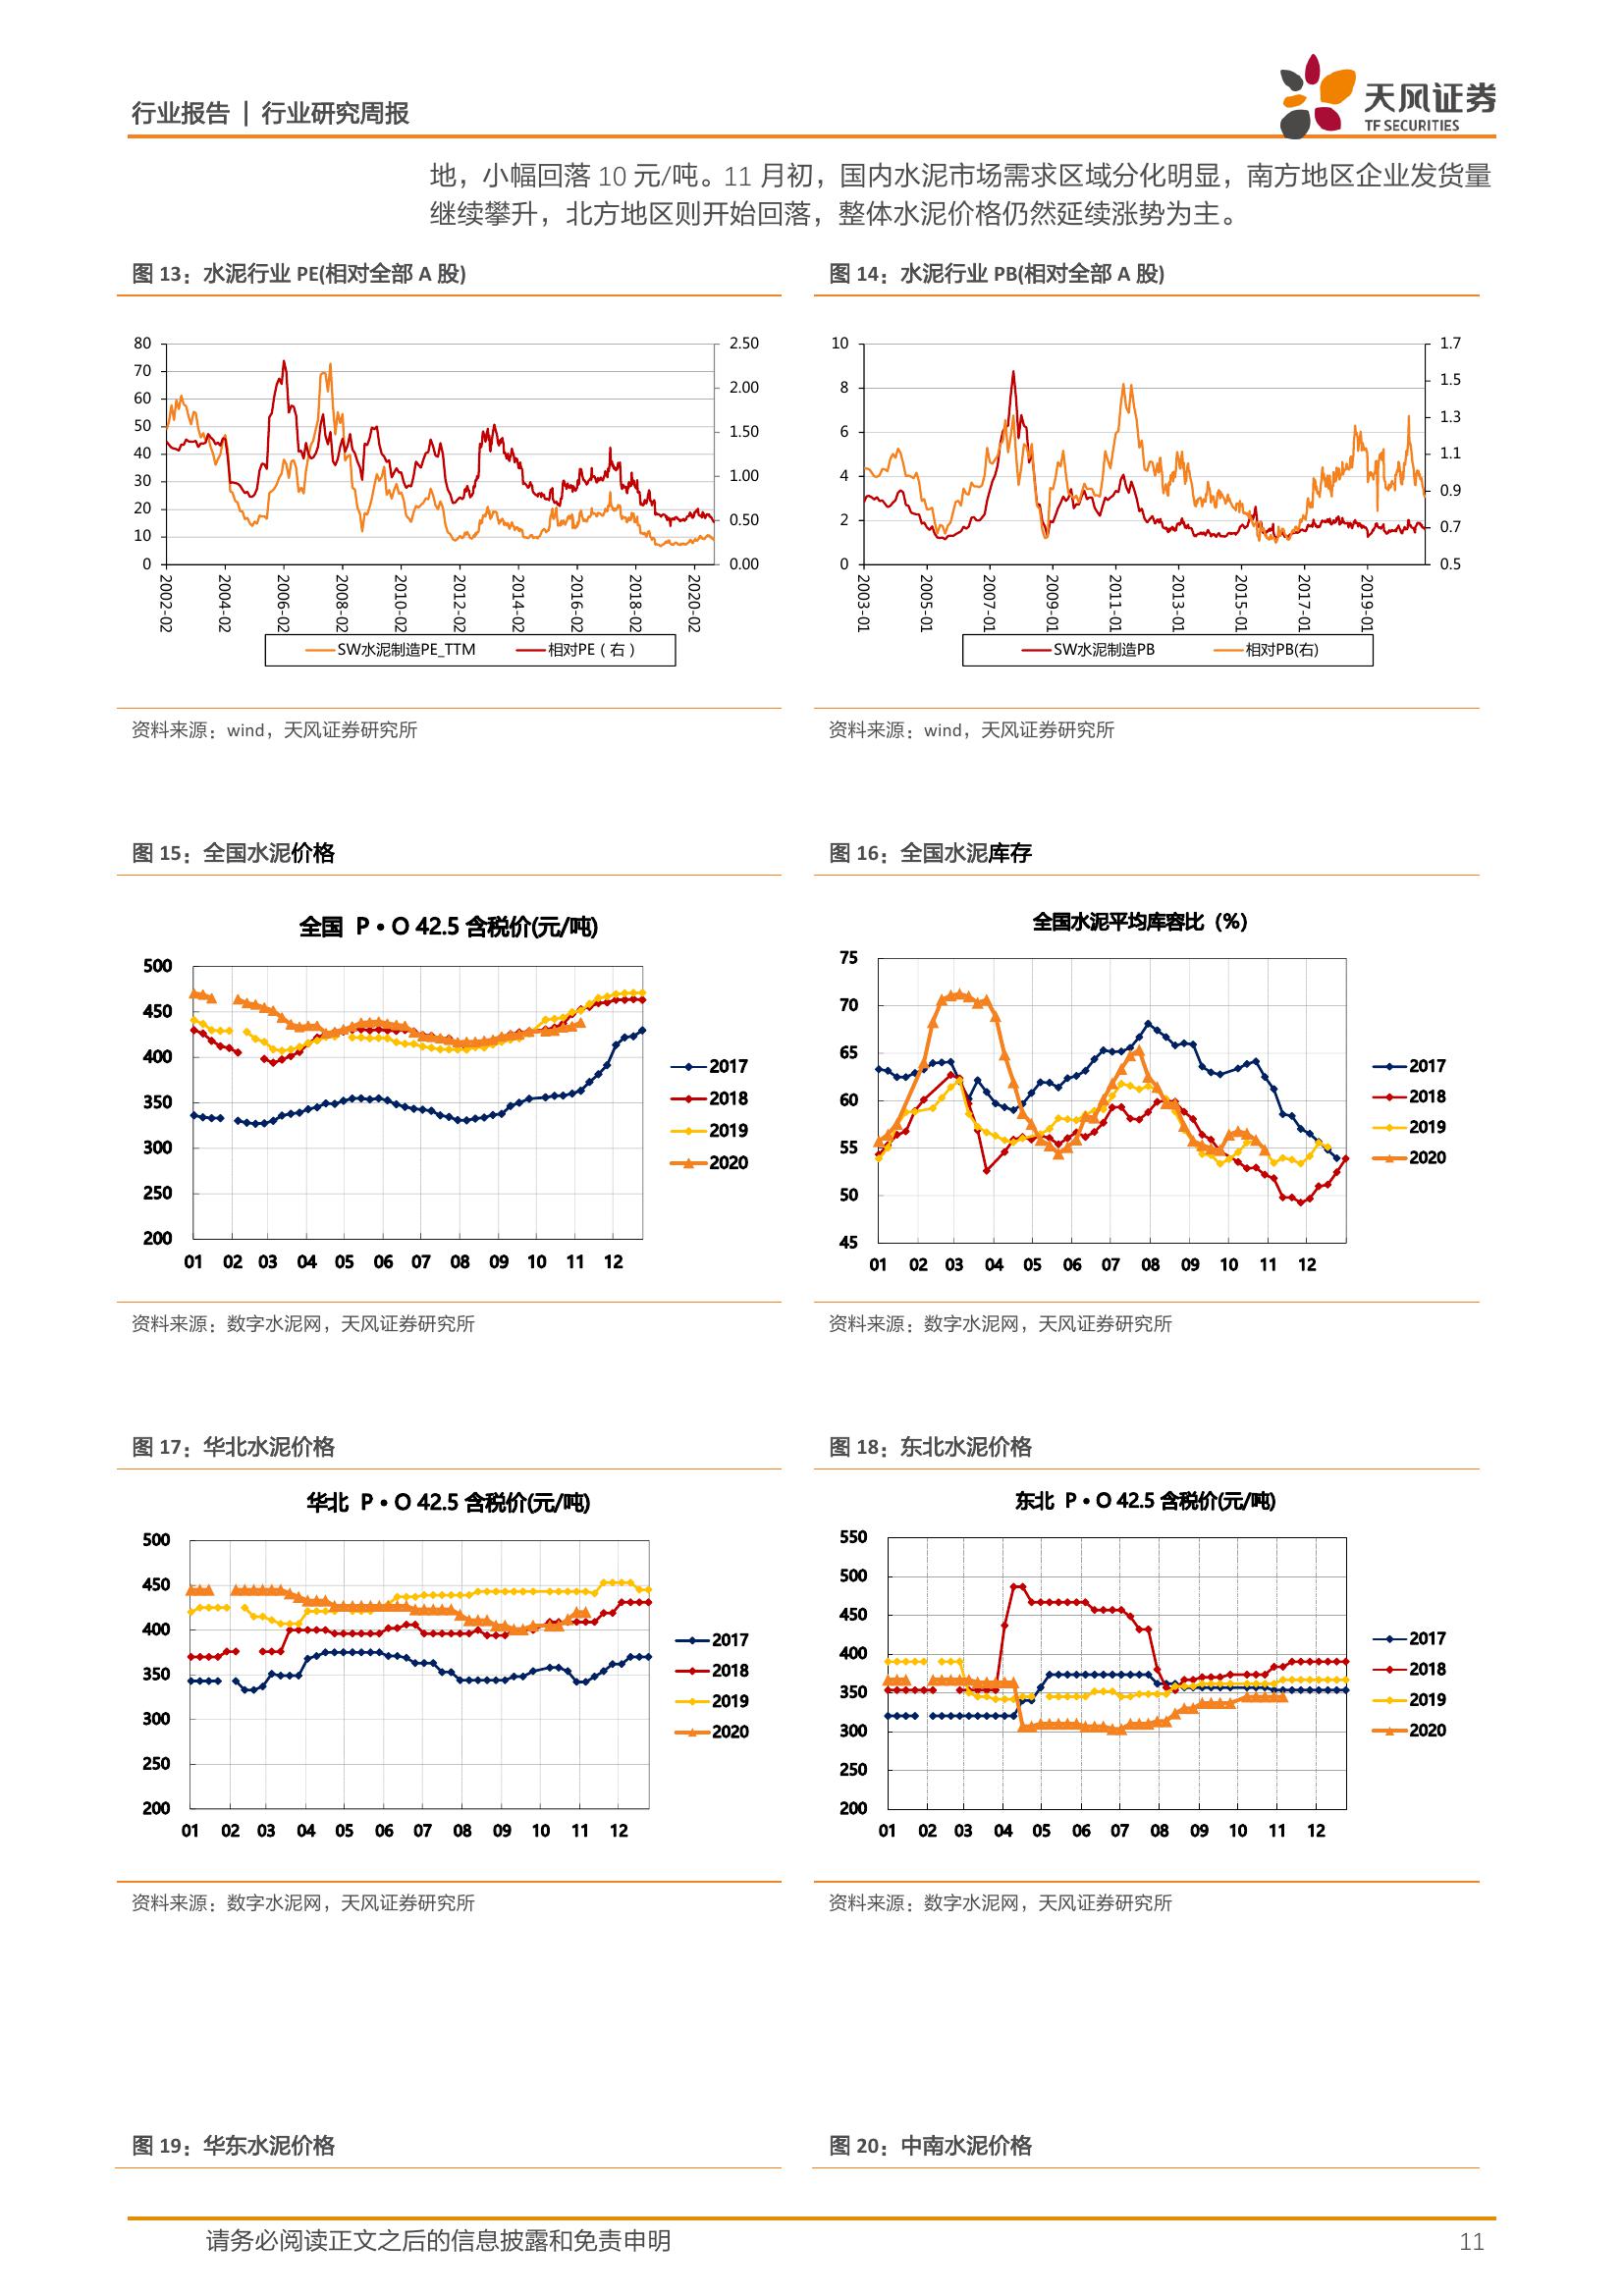 行业报告 | 行业研究周报
天风证券
TF SECURITIES
地，小幅回落 10 元/吨。11 月初，国内水泥市场需求区域分化明显，南方地区企业发货量
继续攀升，北方地区则开始回落，整体水泥价格仍然延续涨势为主。
图 13：水泥行业 PE(相对全部 A 股)
80
70
60
50
40
30
20
10
0
2.50
2.00
1.50
1.00
0.50
0.00
2002-02
2004-02
2006-02
2008-02
2010-02
2012-02
2014-02
2016-02
2018-02
2020-02
SW水泥制造PE_TTM
相对PE（右）
资料来源：wind，天风证券研究所
图 14：水泥行业 PB(相对全部 A 股)
10
8
6
4
2
0
1.7
1.5
1.3
1.1
0.9
0.7
0.5
2003-01
2005-01
2007-01
2009-01
2011-01
2013-01
2015-01
2017-01
2019-01
SW水泥制造PB
相对PB(右)
资料来源：wind，天风证券研究所
图 15：全国水泥价格
全国 P • O 42.5 含税价(元/吨)
500
450
400
350
300
250
200
01 02 03 04 05 06 07 08 09 10 11 12
2017
2018
2019
2020
资料来源：数字水泥网，天风证券研究所
图 16：全国水泥库存
全国水泥平均库容比（%）
75
70
65
60
55
50
45
01 02 03 04 05 06 07 08 09 10 11 12
2017
2018
2019
2020
资料来源：数字水泥网，天风证券研究所
图 17：华北水泥价格
华北 P • O 42.5 含税价(元/吨)
500
450
400
350
300
250
200
01 02 03 04 05 06 07 08 09 10 11 12
2017
2018
2019
2020
资料来源：数字水泥网，天风证券研究所
图 18：东北水泥价格
东北 P • O 42.5 含税价(元/吨)
550
500
450
400
350
300
250
200
01 02 03 04 05 06 07 08 09 10 11 12
2017
2018
2019
2020
资料来源：数字水泥网，天风证券研究所
图 19：华东水泥价格
图 20：中南水泥价格
请务必阅读正文之后的信息披露和免责申明
11